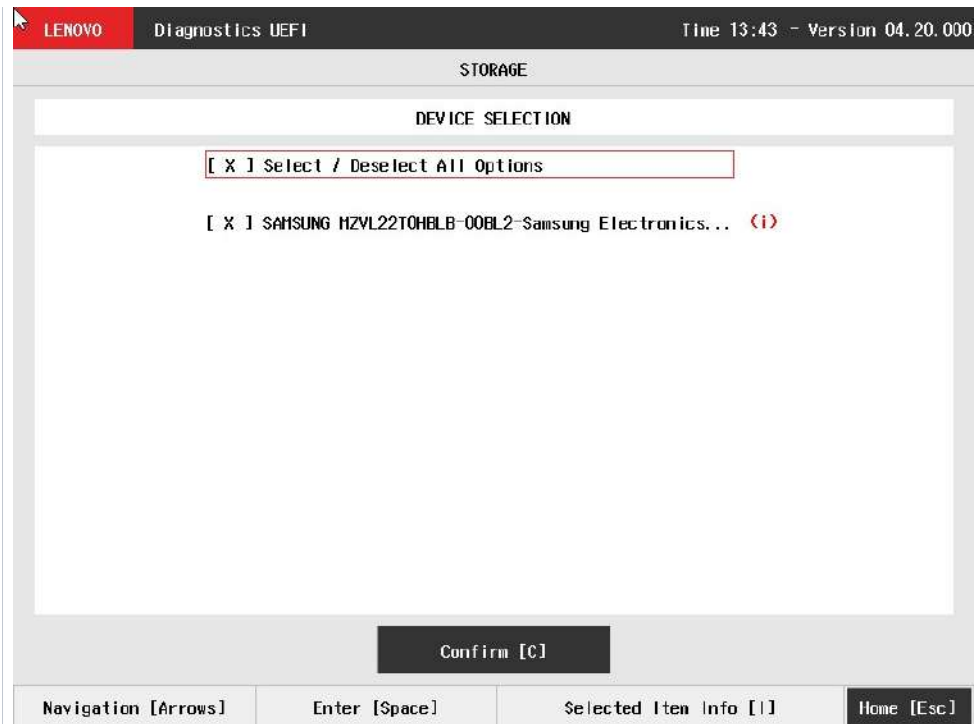 LENOVO Diagnostics UEFI Time 13:43 - Version 04.20.000
STORAGE
DEVICE SELECTION
[ X ] Select / Deselect All Options
[ X ] SAMSUNG MZVL22T0HBLB-00BL2-Samsung Electronics... (i)
Confirm [C]
Navigation [Arrows] Enter [Space] Selected Item Info [I] Home [Esc]